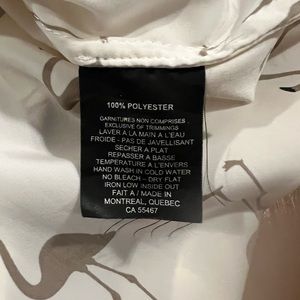 100% POLYESTER
GARNITURES NON COMPRISES
EXCLUSIVE OF TRIMMINGS
LAVER À LA MAIN A L'EAU
FROIDE - PAS DE JAVELLISANT
SECHER A PLAT
REPASSER A BASSE
TEMPERATURE A L'ENVERS
HAND WASH IN COLD WATER
NO BLEACH - DRY FLAT
IRON LOW INSIDE OUT
FAIT A / MADE IN
MONTREAL, QUEBEC
CA 55467